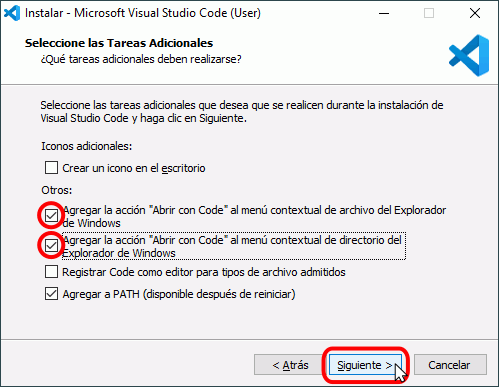 Instalar - Microsoft Visual Studio Code (User)
Seleccione las Tareas Adicionales
¿Qué tareas adicionales deben realizarse?
Seleccione las tareas adicionales que desea que se realicen durante la instalación de
Visual Studio Code y haga clic en Siguiente.
Iconos adicionales:
Crear un icono en el escritorio
Otros:
Agregar la acción "Abrir con Code" al menú contextual de archivo del Explorador
de Windows
Agregar la acción "Abrir con Code" al menú contextual de directorio del
Explorador de Windows
Registrar Code como editor para tipos de archivo admitidos
Agregar a PATH (disponible después de reiniciar)
< Atrás
Siguiente >
Cancelar